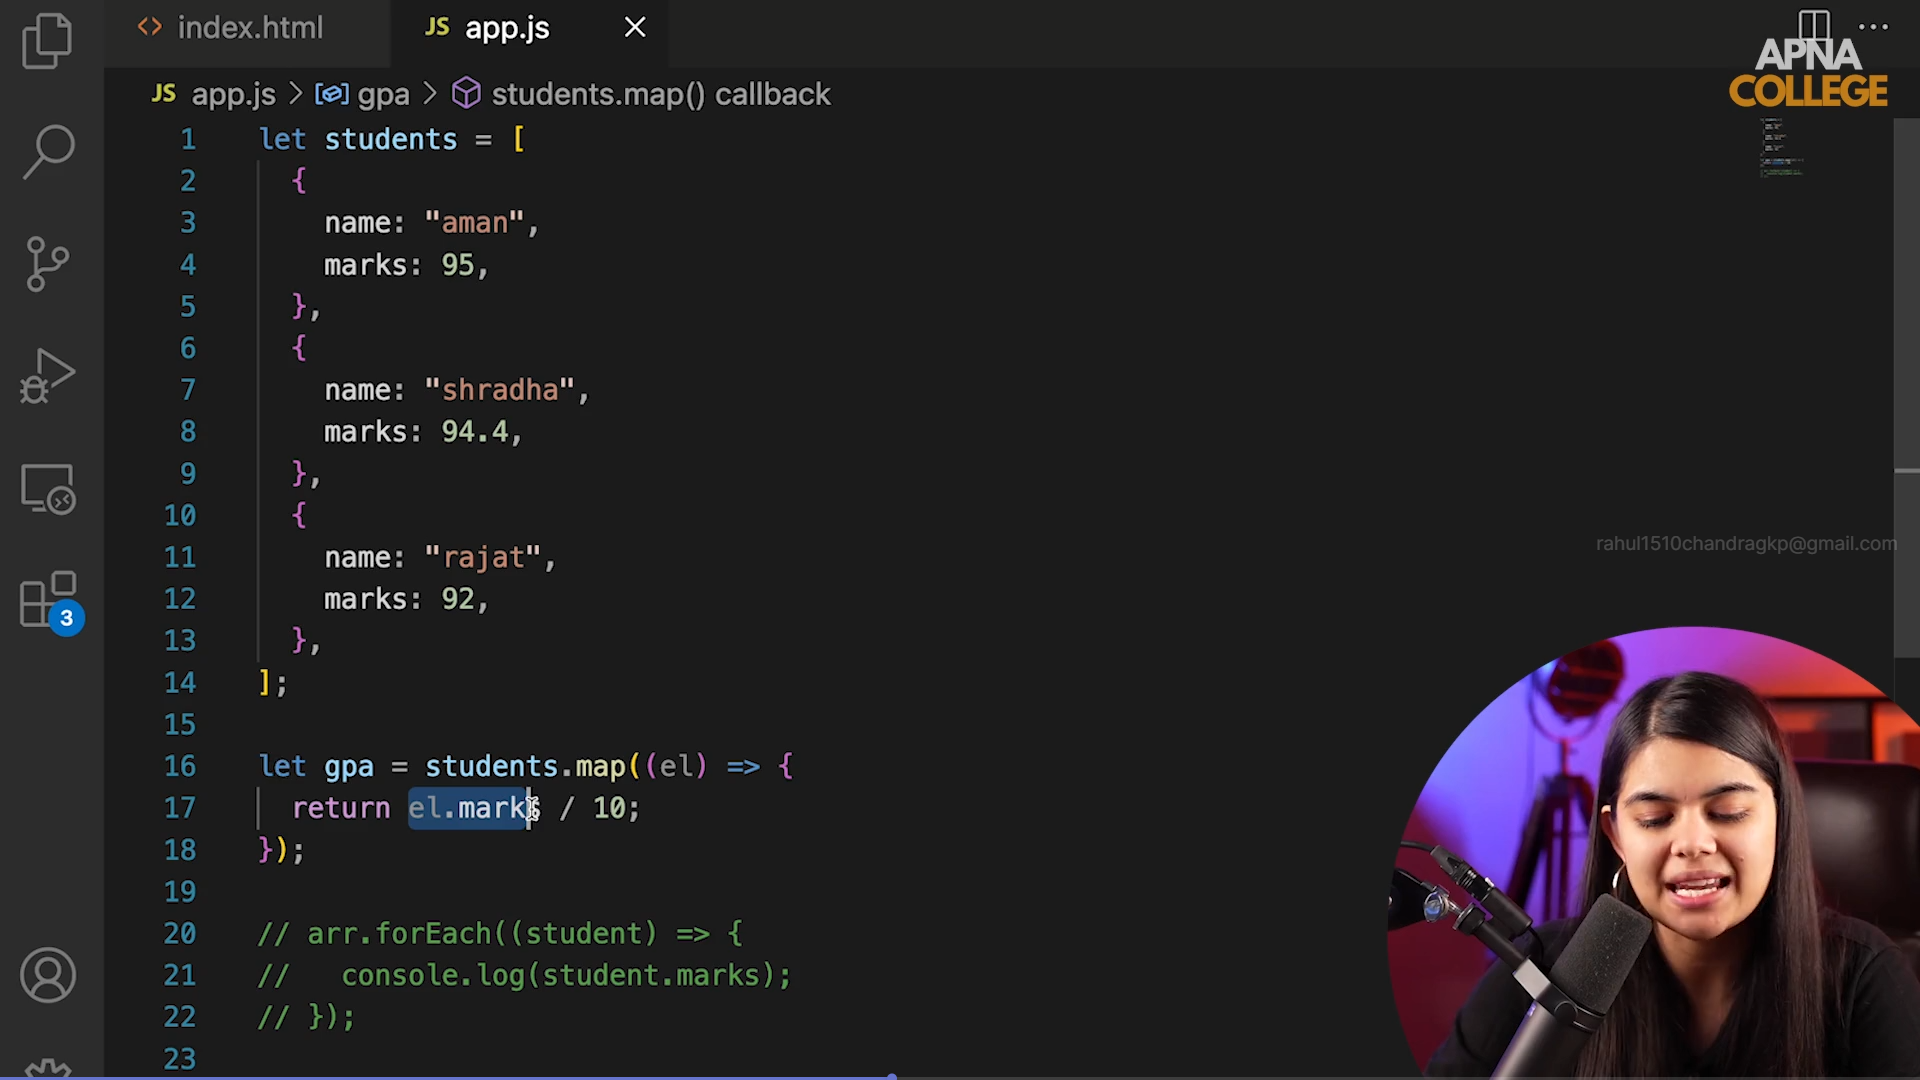 index.html
JS app.js
APNA
COLLEGE
JS app.js > gpa > students.map() callback
1 let students = [
2 {
3 name: "aman",
4 marks: 95,
5 },
6 {
7 name: "shradha",
8 marks: 94.4,
9 },
10 {
11 name: "rajat",
12 marks: 92,
13 },
14 ];
15
16 let gpa = students.map((el) => {
17 return el.marks / 10;
18 });
19
20 // arr.forEach((student) => {
21 //   console.log(student.marks);
22 // });
23
3
rahul1510chandragkp@gmail.com